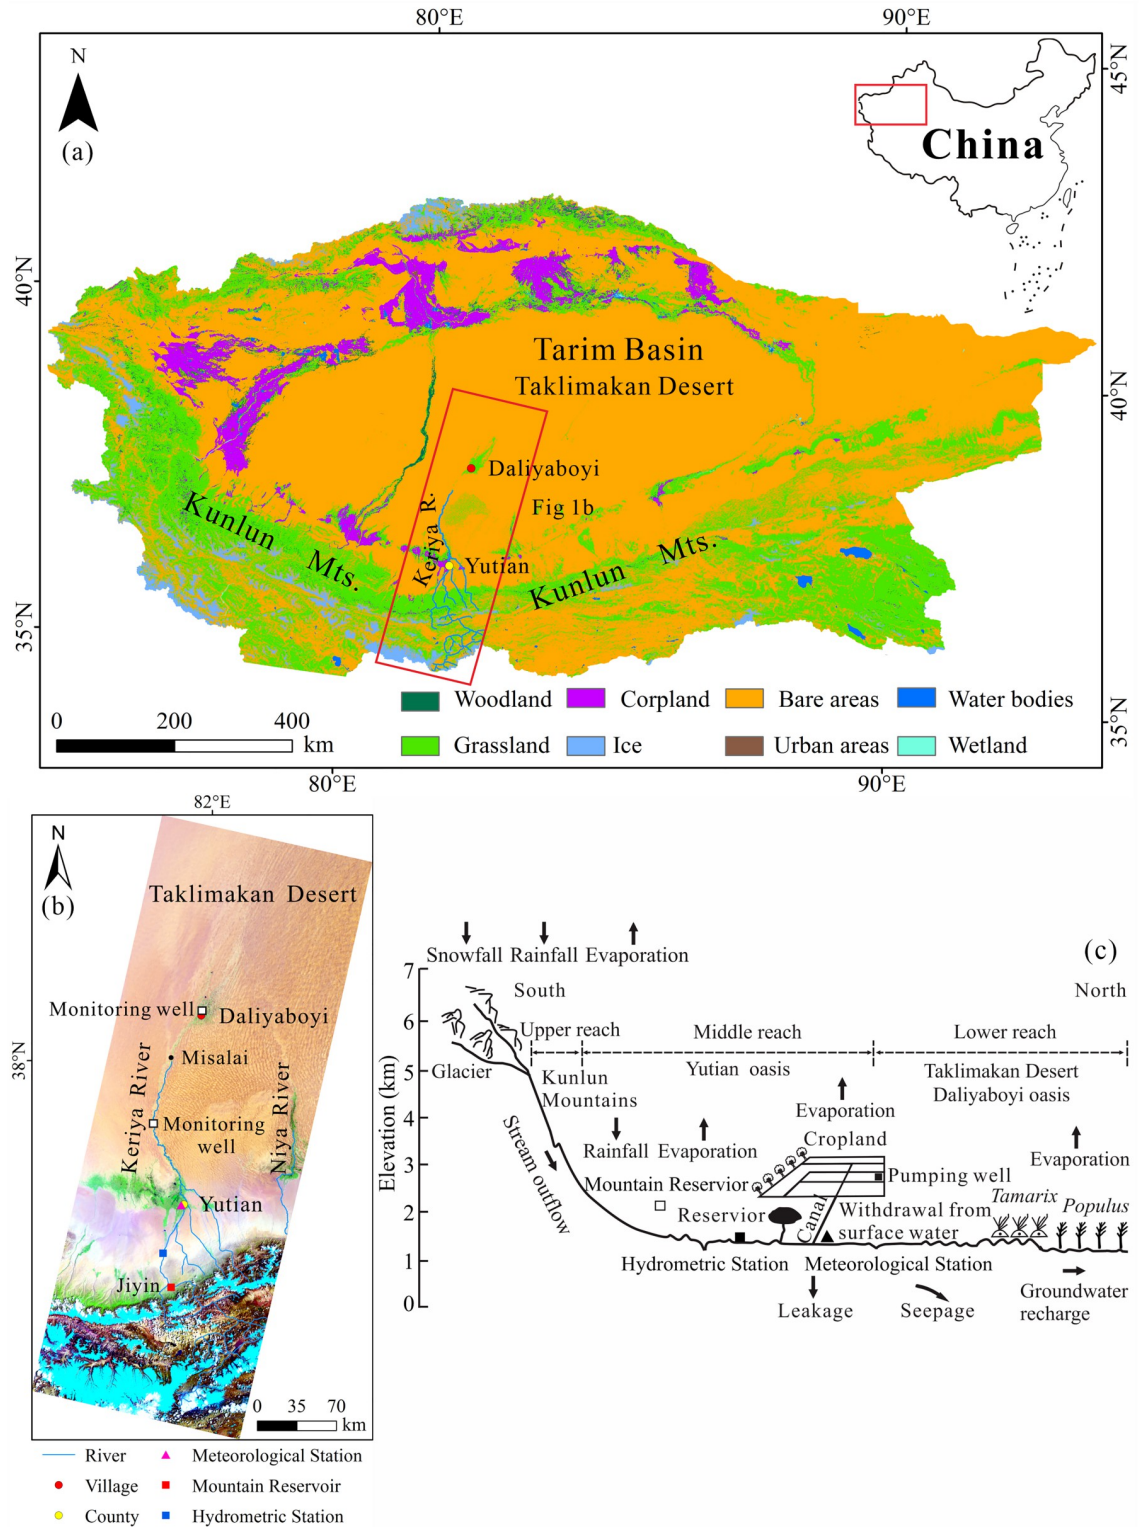 80°E
90°E
N
(a)
45°N
China
40°N
Tarim Basin
Taklimakan Desert
40°N
Daliyaboyi
Fig 1b
Kunlun Mts.
Keriya R.
Yutian
Kunlun Mts.
35°N
35°N
Woodland
Corpland
Bare areas
Water bodies
Grassland
Ice
Urban areas
Wetland
0 200 400
km
80°E
90°E
82°E
N
(b)
Taklimakan Desert
Monitoring well
Daliyaboyi
38°N
Misalai
Keriya River
Monitoring
well
Niya River
Yutian
Jiyin
0 35 70
km
River
Meteorological Station
Village
Mountain Reservoir
County
Hydrometric Station
(c)
Snowfall Rainfall Evaporation
7
South
North
6
Upper reach
Middle reach
Lower reach
5
Glacier
Kunlun
Mountains
Yutian oasis
Taklimakan Desert
Daliyaboyi oasis
Elevation (km)
4
Evaporation
Stream outflow
Rainfall Evaporation
Cropland
Evaporation
3
Mountain Reservior
Pumping well
Tamarix
Populus
2
Reservior
Canal
Withdrawal from
surface water
1
Hydrometric Station
Meteorological Station
0
Leakage
Seepage
Groundwater
recharge